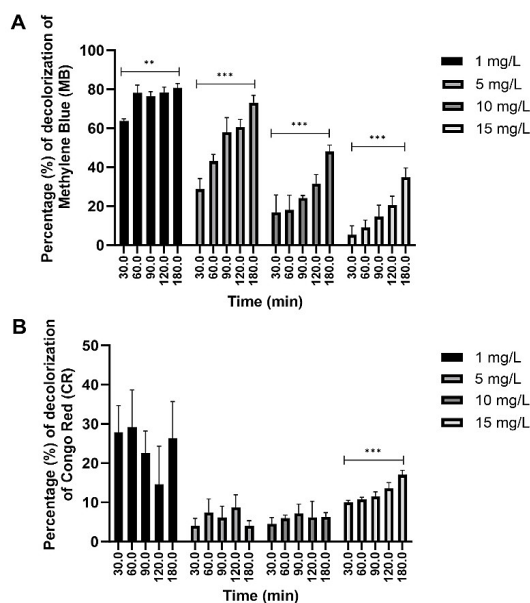 A
Percentage (%) of decolorization of
Methylene Blue (MB)
100
80
60
40
20
0
** *** *** ***
30.0 60.0 90.0 120.0 180.0 30.0 60.0 90.0 120.0 180.0 30.0 60.0 90.0 120.0 180.0 30.0 60.0 90.0 120.0 180.0
Time (min)
1 mg/L
5 mg/L
10 mg/L
15 mg/L
B
Percentage (%) of decolorization
of Congo Red (CR)
50
40
30
20
10
0
***
30.0 60.0 90.0 120.0 180.0 30.0 60.0 90.0 120.0 180.0 30.0 60.0 90.0 120.0 180.0 30.0 60.0 90.0 120.0 180.0
Time (min)
1 mg/L
5 mg/L
10 mg/L
15 mg/L